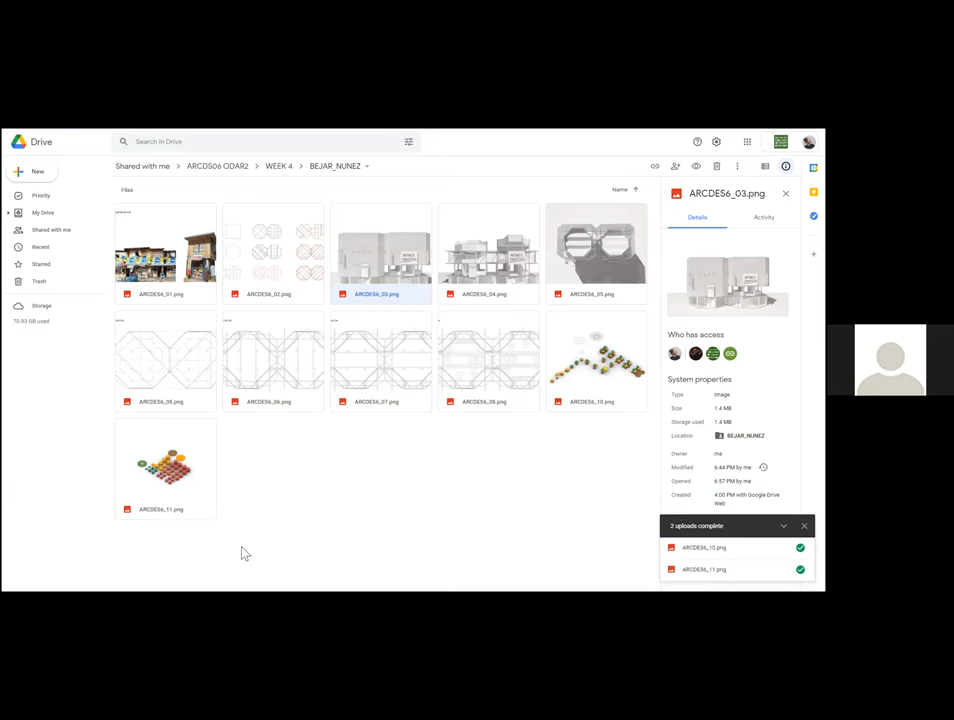 Drive
Search in Drive
New
Shared with me > ARCDS06 ODAR2 > WEEK 4 > BEJAR_NUNEZ
Priority
My Drive
Shared with me
Recent
Starred
Trash
Storage
70.93 GB used
Files
Name
ARCDES6_01.png
ARCDES6_02.png
ARCDES6_03.png
ARCDES6_04.png
ARCDES6_05.png
ARCDES6_05.png
ARCDES6_06.png
ARCDES6_07.png
ARCDES6_08.png
ARCDES6_10.png
ARCDES6_11.png
ARCDES6_03.png
Details
Activity
Who has access
System properties
Type Image
Size 1.4 MB
Storage used 1.4 MB
Location BEJAR_NUNEZ
Owner me
Modified 6:44 PM by me
Opened 6:57 PM by me
Created 4:00 PM with Google Drive
Web
2 uploads complete
ARCDES6_10.png
ARCDES6_11.png